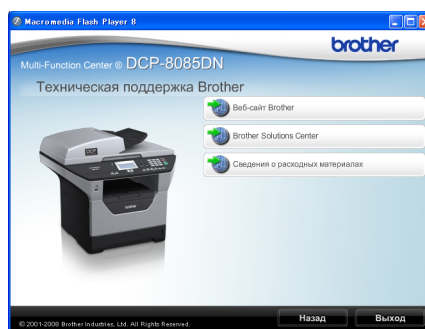 Macromedia Flash Player 8
brother
Multi-Function Center ® DCP-8085DN
Техническая поддержка Brother
Веб-сайт Brother
Brother Solutions Center
Сведения о расходных материалах
© 2001-2008 Brother Industries, Ltd. All Rights Reserved.
Назад
Выход